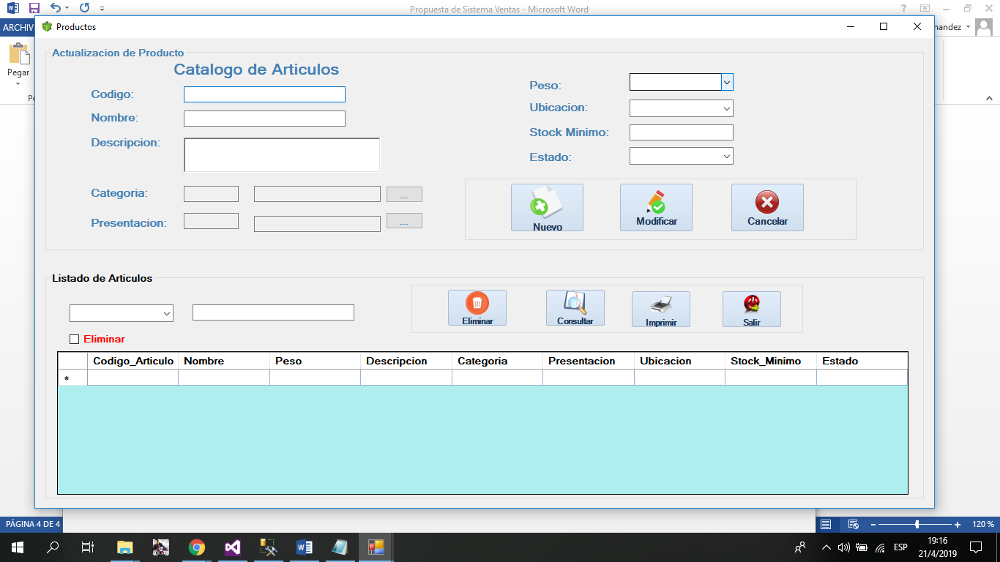 Propuesta de Sistema Ventas - Microsoft Word
ARCHIV
nandez
Pegar
Po
Productos
Actualizacion de Producto
Catalogo de Articulos
Codigo:
Nombre:
Descripcion:
Categoria:
...
Presentacion:
...
Peso:
Ubicacion:
Stock Minimo:
Estado:
Nuevo
Modificar
Cancelar
Listado de Articulos
Eliminar
Consultar
Imprimir
Salir
Eliminar
Codigo_Articulo Nombre Peso Descripcion Categoria Presentacion Ubicacion Stock_Minimo Estado
PÁGINA 4 DE 4
120 %
ESP
19:16
21/4/2019